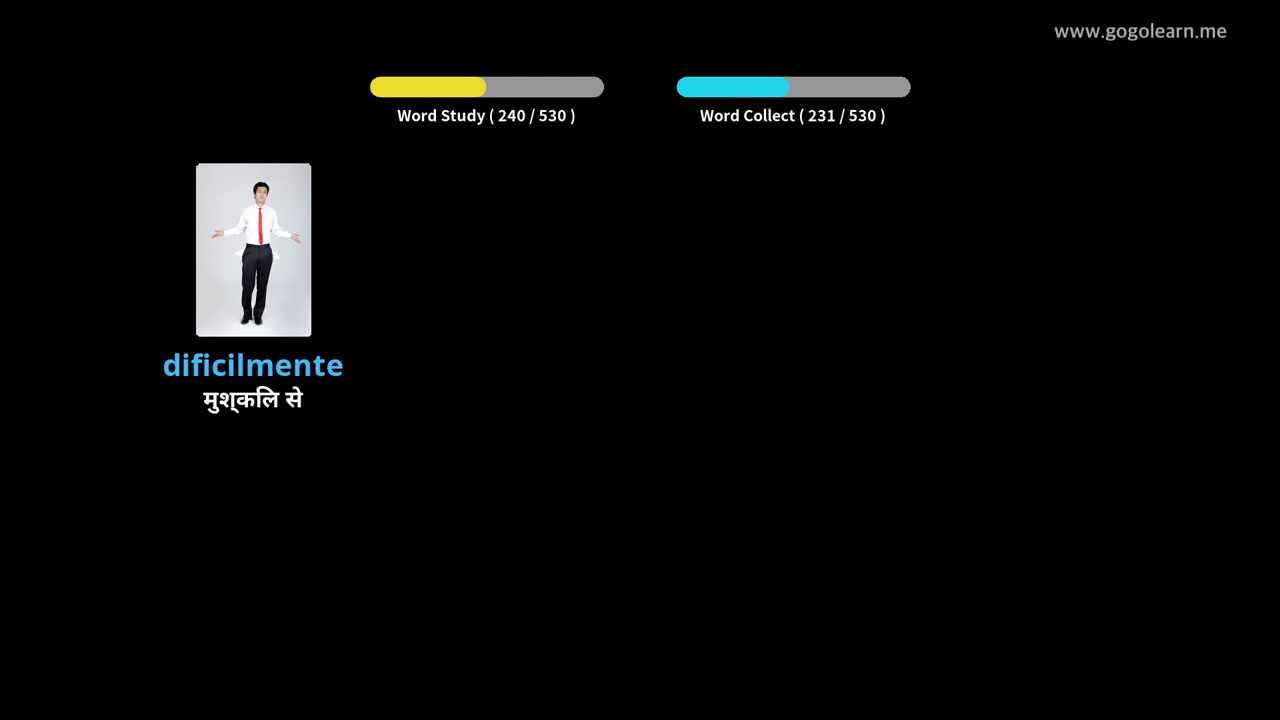 www.gogolearn.me
Word Study ( 240 / 530 )
Word Collect ( 231 / 530 )
dificilmente
मुश्कलि से